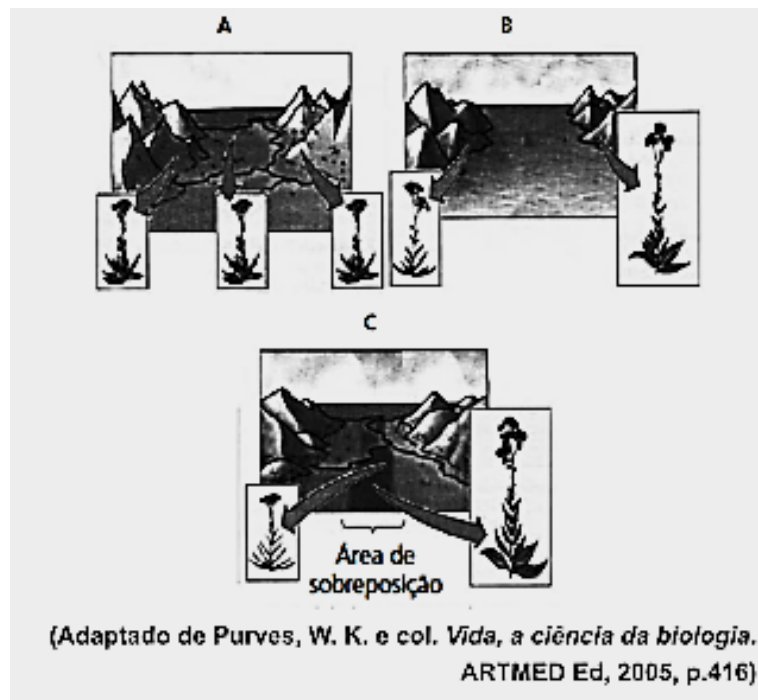 A
B
C
Área de
sobreposição
(Adaptado de Purves, W. K. e col. Vida, a ciência da biologia.
ARTMED Ed, 2005, p.416)